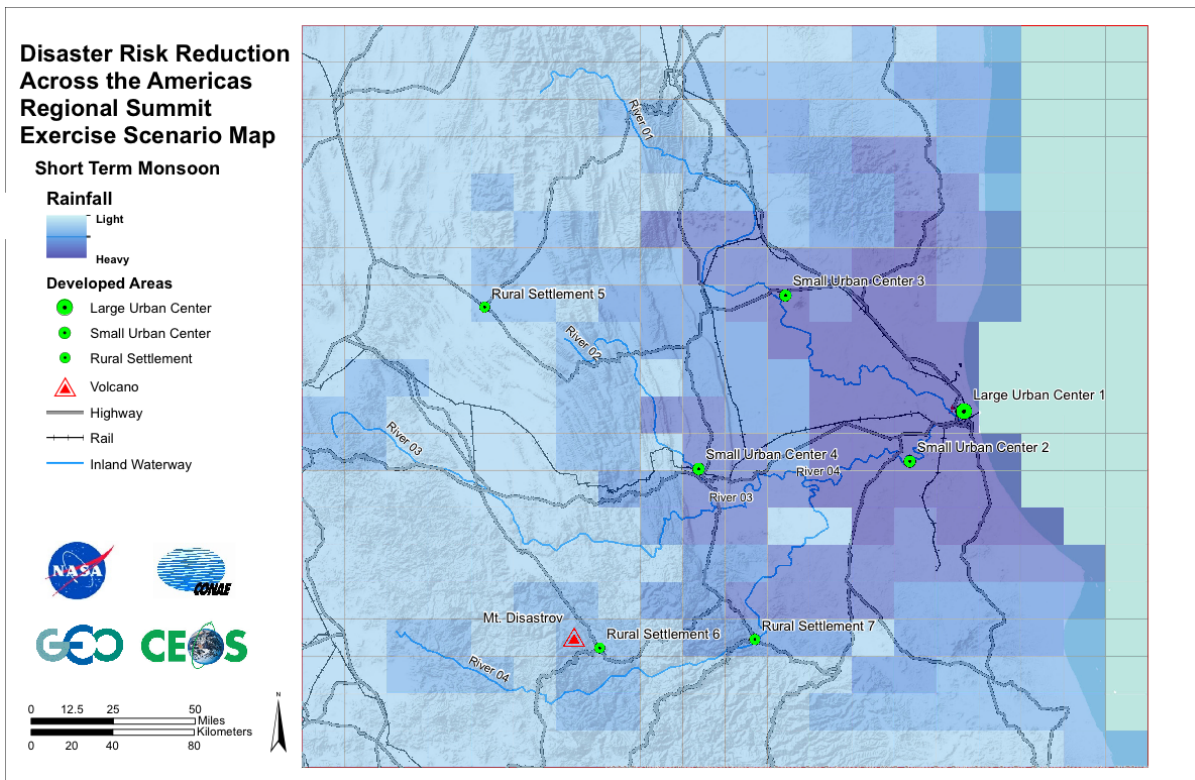 Disaster Risk Reduction
Across the Americas
Regional Summit
Exercise Scenario Map
Short Term Monsoon
Rainfall
Light
Heavy
Developed Areas
Large Urban Center
Small Urban Center
Rural Settlement
Volcano
Highway
Rail
Inland Waterway
NASA
CONAE
GEO
CEOS
0 12.5 25 50
Miles
Kilometers
0 20 40 80
N
River 01
Small Urban Center 3
Rural Settlement 5
River 02
Large Urban Center 1
River 03
Small Urban Center 2
Small Urban Center 4
River 04
River 03
Mt. Disastrov
Rural Settlement 6
Rural Settlement 7
River 04